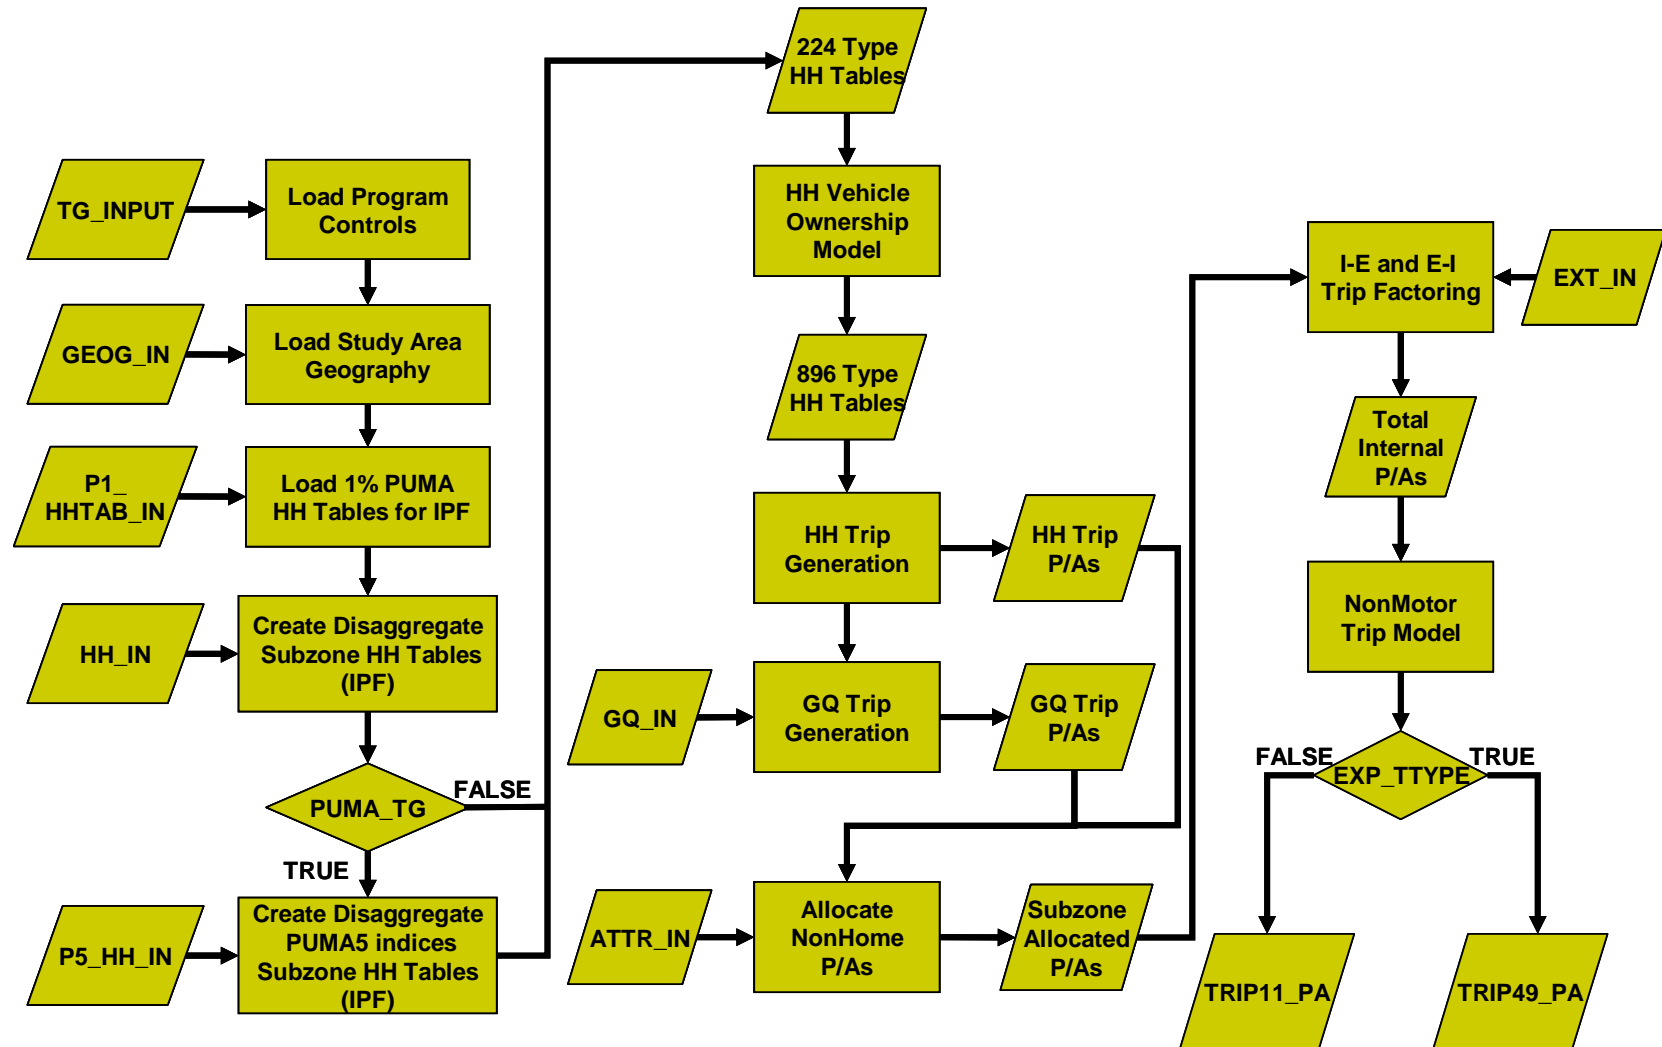 TG_INPUT
Load Program
Controls
GEOG_IN
Load Study Area
Geography
P1_
HHTAB_IN
Load 1% PUMA
HH Tables for IPF
HH_IN
Create Disaggregate
Subzone HH Tables
(IPF)
PUMA_TG
FALSE
TRUE
P5_HH_IN
Create Disaggregate
PUMA5 indices
Subzone HH Tables
(IPF)
224 Type
HH Tables
HH Vehicle
Ownership
Model
896 Type
HH Tables
HH Trip
Generation
HH Trip
P/As
GQ_IN
GQ Trip
Generation
GQ Trip
P/As
ATTR_IN
Allocate
NonHome
P/As
Subzone
Allocated
P/As
I-E and E-I
Trip Factoring
EXT_IN
Total
Internal
P/As
NonMotor
Trip Model
FALSE
TRUE
EXP_TTYPE
TRIP11_PA
TRIP49_PA